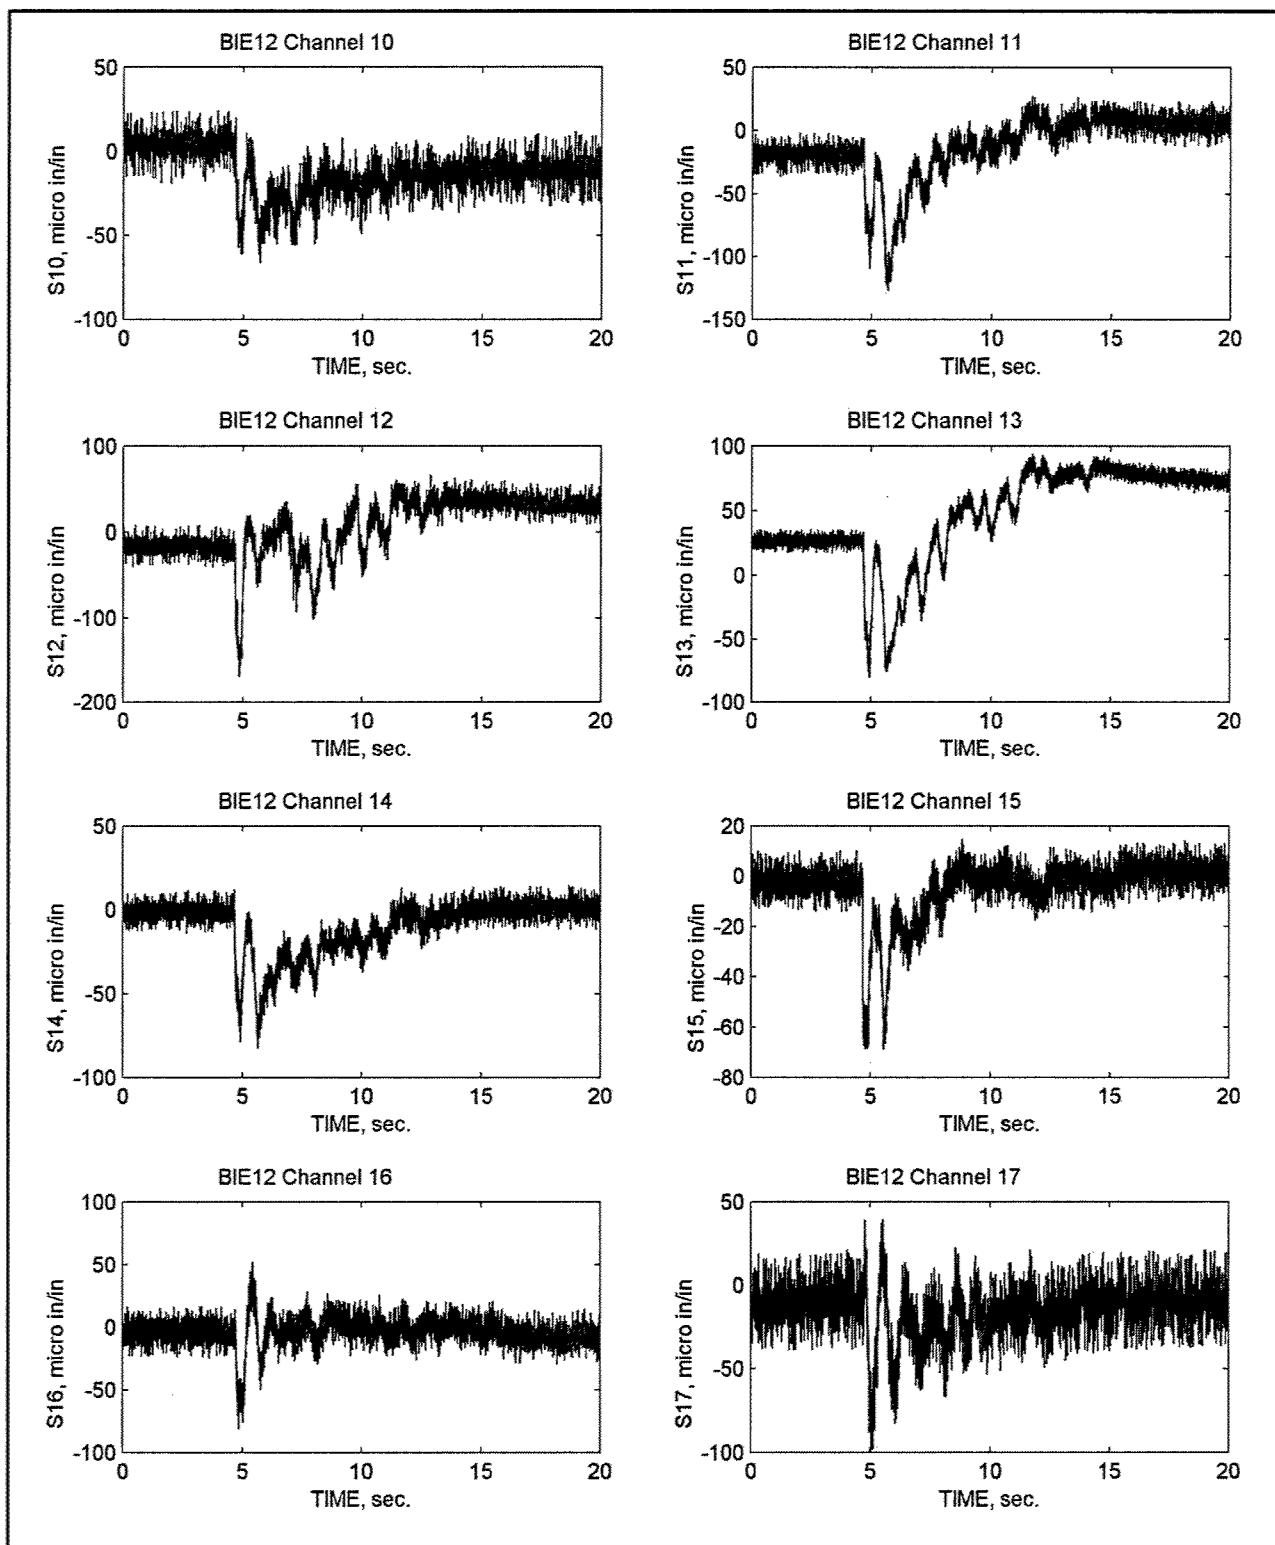 BIE12 Channel 10
50
0
-50
-100
S10, micro in/in
0 5 10 15 20
TIME, sec.
BIE12 Channel 11
50
0
-50
-100
-150
S11, micro in/in
0 5 10 15 20
TIME, sec.
BIE12 Channel 12
100
0
-100
-200
S12, micro in/in
0 5 10 15 20
TIME, sec.
BIE12 Channel 13
100
50
0
-50
-100
S13, micro in/in
0 5 10 15 20
TIME, sec.
BIE12 Channel 14
50
0
-50
-100
S14, micro in/in
0 5 10 15 20
TIME, sec.
BIE12 Channel 15
20
0
-20
-40
-60
-80
S15, micro in/in
0 5 10 15 20
TIME, sec.
BIE12 Channel 16
100
50
0
-50
-100
S16, micro in/in
0 5 10 15 20
TIME, sec.
BIE12 Channel 17
50
0
-50
-100
S17, micro in/in
0 5 10 15 20
TIME, sec.